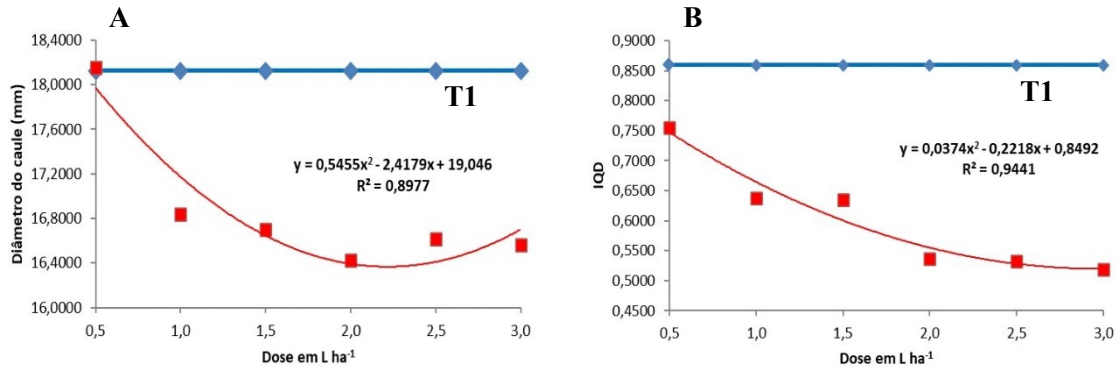 A
Diâmetro do caule (mm)
18,4000
18,0000
17,6000
17,2000
16,8000
16,4000
16,0000
T1
y = 0,5455x² - 2,4179x + 19,046
R² = 0,8977
0,5 1,0 1,5 2,0 2,5 3,0
Dose em L ha⁻¹
B
IQD
0,9000
0,8500
0,8000
0,7500
0,7000
0,6500
0,6000
0,5500
0,5000
0,4500
T1
y = 0,0374x² - 0,2218x + 0,8492
R² = 0,9441
0,5 1,0 1,5 2,0 2,5 3,0
Dose em L ha⁻¹